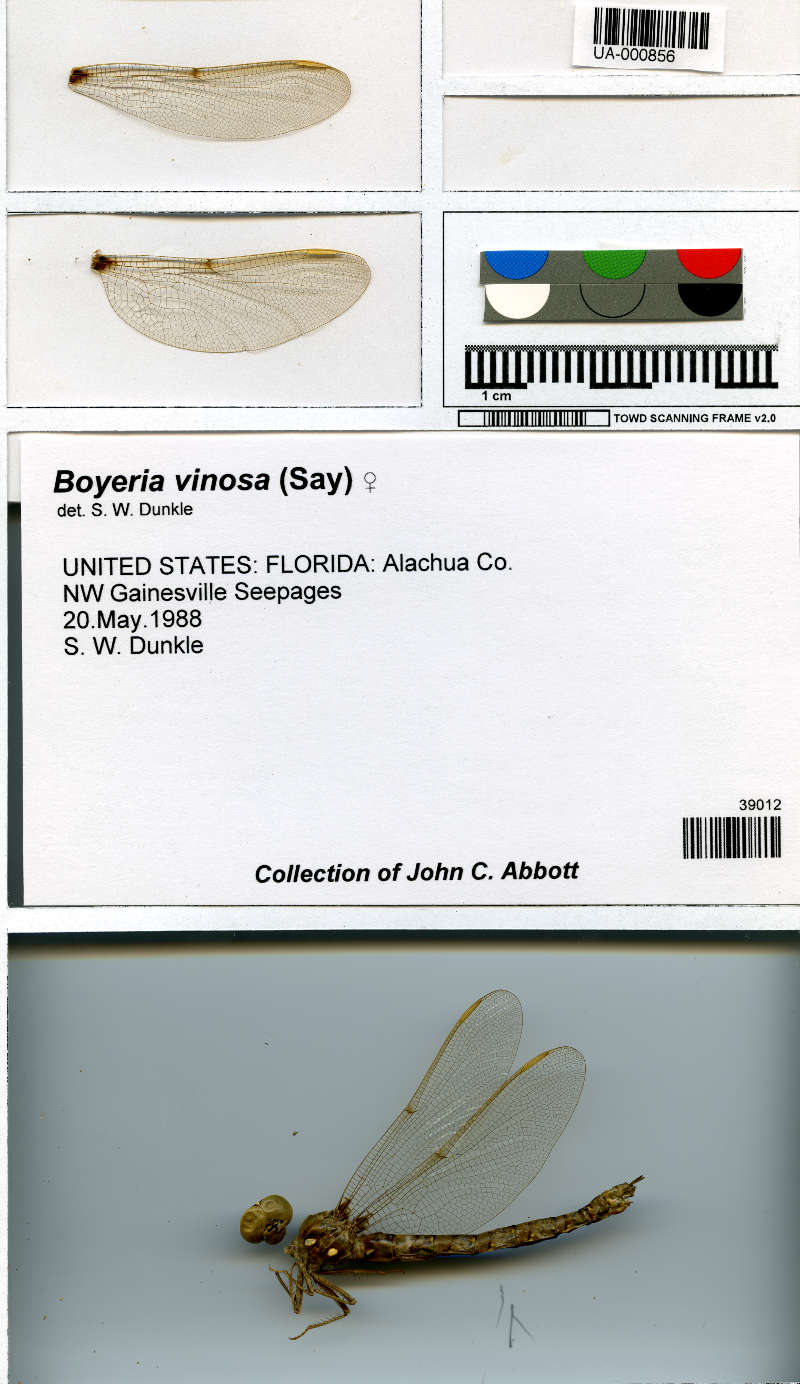 UA-000856
1 cm
TOWD SCANNING FRAME v2.0
Boyeria vinosa (Say) ♀
det. S. W. Dunkle
UNITED STATES: FLORIDA: Alachua Co.
NW Gainesville Seepages
20.May.1988
S. W. Dunkle
39012
Collection of John C. Abbott